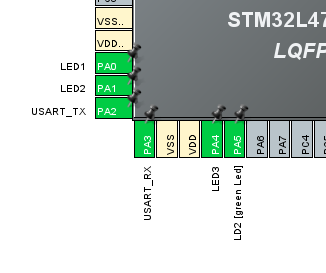 VSS..
VDD..
LED1 PA0
LED2 PA1
USART_TX PA2
STM32L47
LQFP
PA3
VSS
VDD
PA4
PA5
PA6
PA7
PC4
USART_RX
LED3
LD2 [green Led]